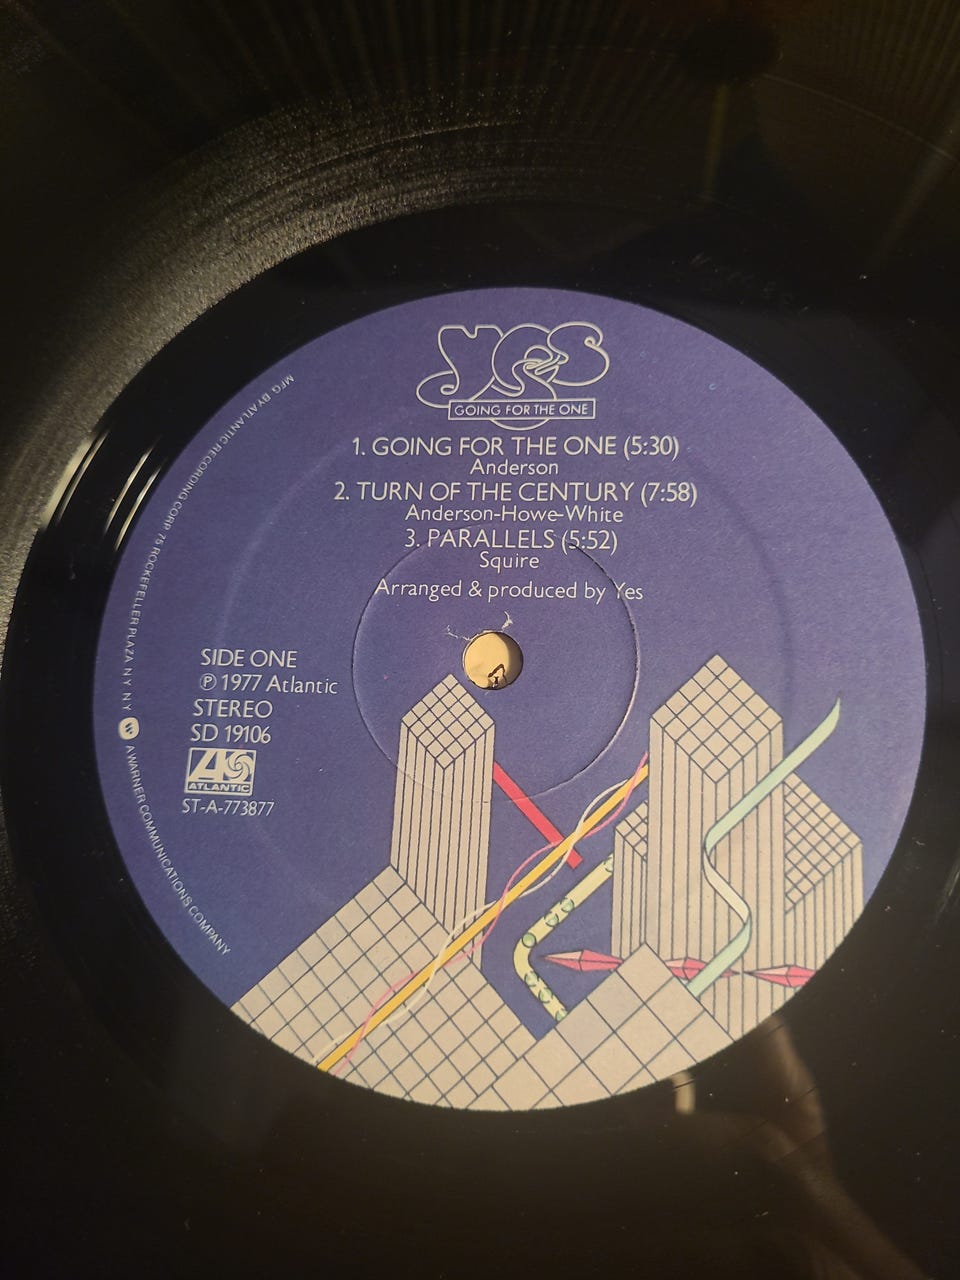 YES
GOING FOR THE ONE
1. GOING FOR THE ONE (5:30)
Anderson
2. TURN OF THE CENTURY (7:58)
Anderson-Howe-White
3. PARALLELS (5:52)
Squire
Arranged & produced by Yes
SIDE ONE
℗ 1977 Atlantic
STEREO
SD 19106
A
ATLANTIC
ST-A-773877
MFG BY ATLANTIC RECORDING CORP 75 ROCKEFELLER PLAZA N Y N Y W A WARNER COMMUNICATIONS COMPANY